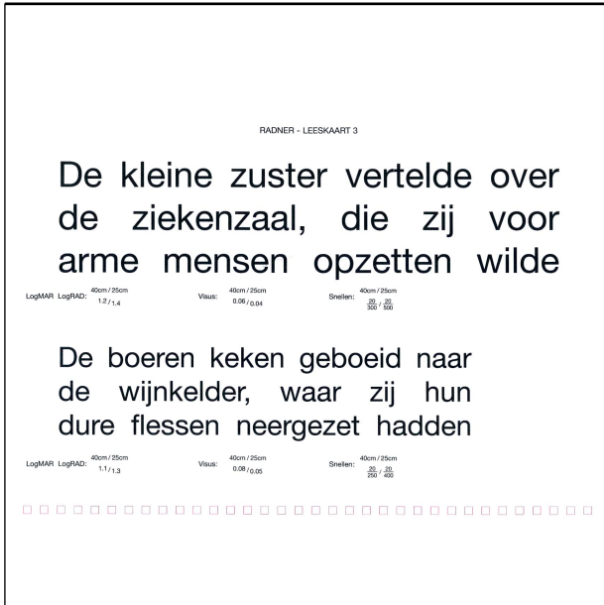 RADNER - LEESKAART 3
De kleine zuster vertelde over
de ziekenzaal, die zij voor
arme mensen opzetten wilde
LogMAR LogRAD: 40cm / 25cm 1.2 / 1.4 Visus: 40cm / 25cm 0.06 / 0.04 Snellen: 40cm / 25cm 20/300 / 20/500
De boeren keken geboeid naar
de wijnkelder, waar zij hun
dure flessen neergezet hadden
LogMAR LogRAD: 40cm / 25cm 1.1 / 1.3 Visus: 40cm / 25cm 0.08 / 0.05 Snellen: 40cm / 25cm 20/250 / 20/400